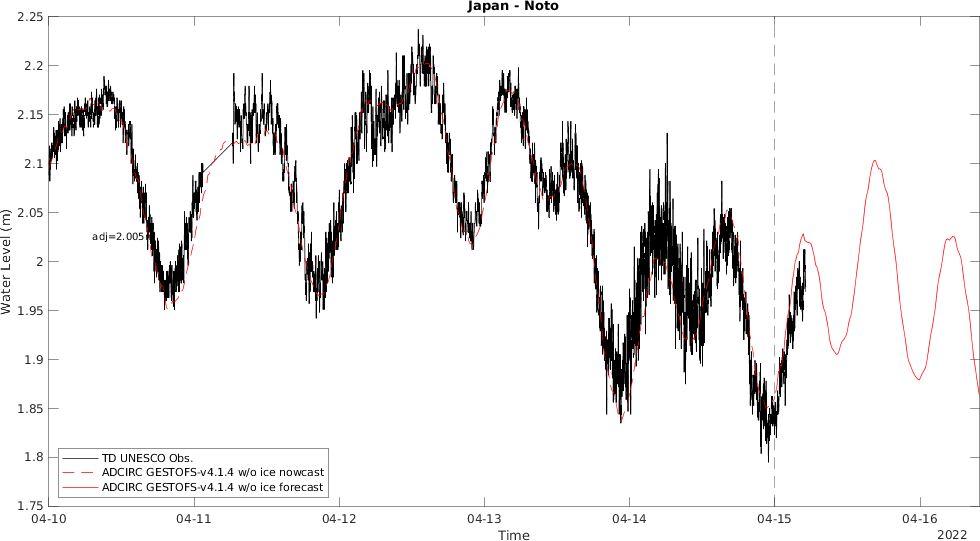 Japan - Noto
2.25
2.2
2.15
2.1
2.05
2
1.95
1.9
1.85
1.8
1.75
Water Level (m)
adj=2.005
TD UNESCO Obs.
ADCIRC GESTOFS-v4.1.4 w/o ice nowcast
ADCIRC GESTOFS-v4.1.4 w/o ice forecast
04-10 04-11 04-12 04-13 04-14 04-15 04-16
Time
2022